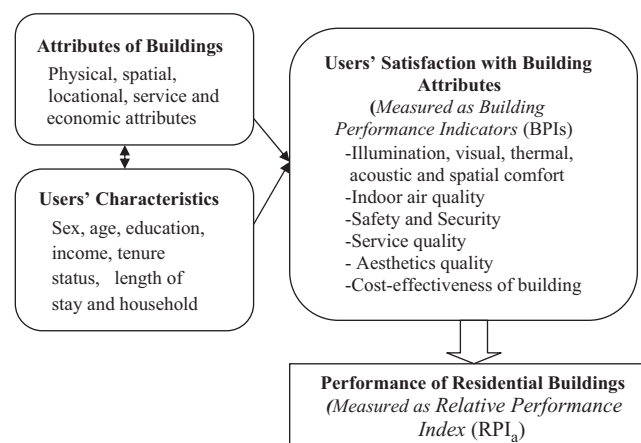 Attributes of Buildings
Physical, spatial,
locational, service and
economic attributes
Users' Characteristics
Sex, age, education,
income, tenure
status, length of
stay and household
Users' Satisfaction with Building
Attributes
(Measured as Building
Performance Indicators (BPIs)
-Illumination, visual, thermal,
acoustic and spatial comfort
-Indoor air quality
-Safety and Security
-Service quality
- Aesthetics quality
-Cost-effectiveness of building
Performance of Residential Buildings
(Measured as Relative Performance
Index (RPIa)